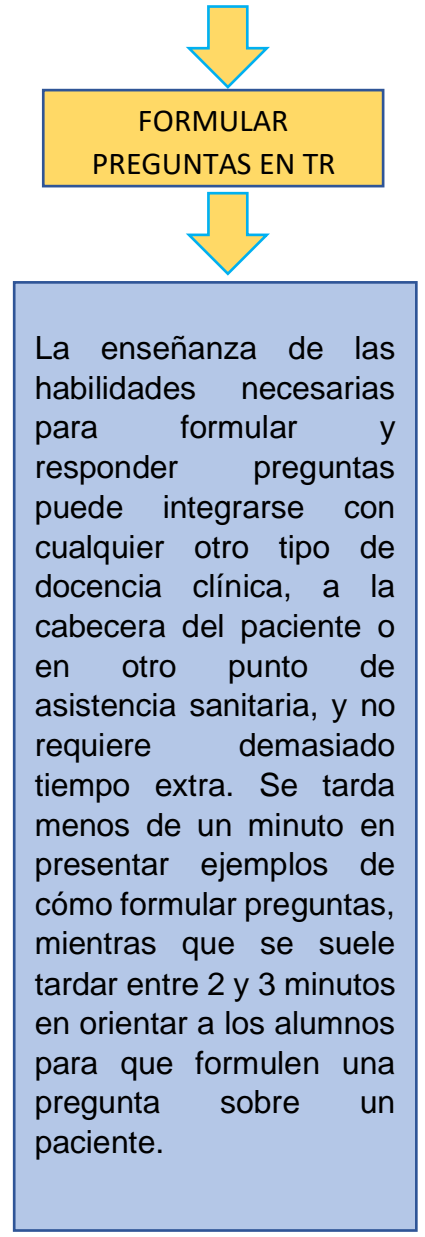 FORMULAR
PREGUNTAS EN TR
La enseñanza de las
habilidades necesarias
para formular y
responder preguntas
puede integrarse con
cualquier otro tipo de
docencia clínica, a la
cabecera del paciente o
en otro punto de
asistencia sanitaria, y no
requiere demasiado
tiempo extra. Se tarda
menos de un minuto en
presentar ejemplos de
cómo formular preguntas,
mientras que se suele
tardar entre 2 y 3 minutos
en orientar a los alumnos
para que formulen una
pregunta sobre un
paciente.